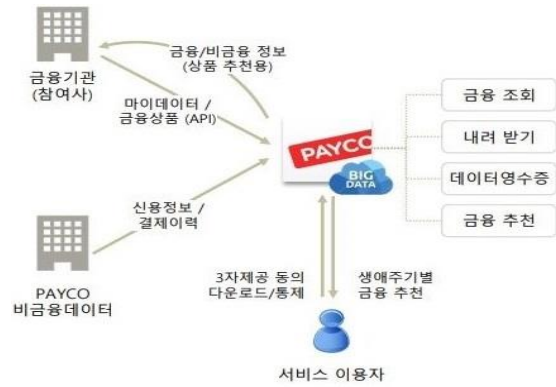 금융/비금융 정보
(상품 추천용)
금융기관
(참여사)
마이데이터 /
금융상품 (API)
금융 조회
내려 받기
데이터영수증
금융 추천
PAYCO
BIG
DATA
신용정보 /
결제이력
PAYCO
비금융데이터
3자제공 동의
다운로드/통제
생애주기별
금융 추천
서비스 이용자